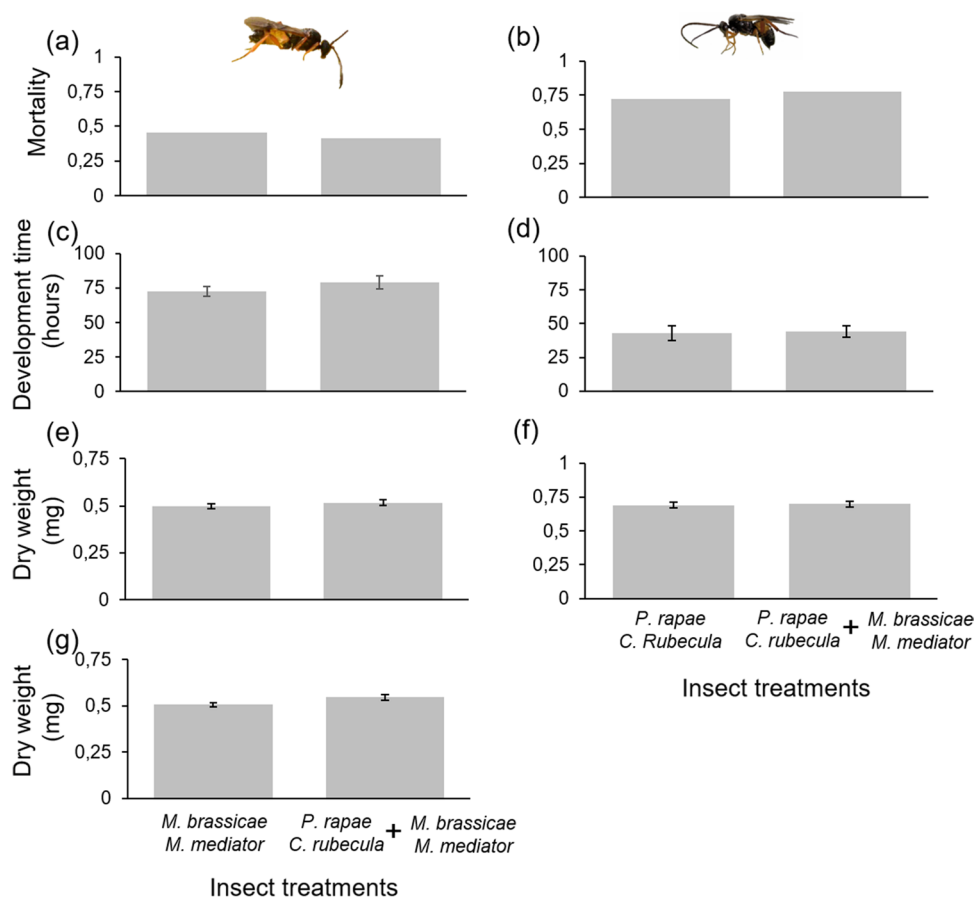 (a)
Mortality
1
0,75
0,5
0,25
0
(b)
1
0,75
0,5
0,25
0
(c)
Development time
(hours)
100
75
50
25
0
(d)
100
75
50
25
0
(e)
Dry weight
(mg)
0,75
0,5
0,25
0
(f)
1
0,75
0,5
0,25
0
P. rapae P. rapae + M. brassicae
C. Rubecula C. rubecula M. mediator
Insect treatments
(g)
Dry weight
(mg)
0,75
0,5
0,25
0
M. brassicae P. rapae + M. brassicae
M. mediator C. rubecula M. mediator
Insect treatments